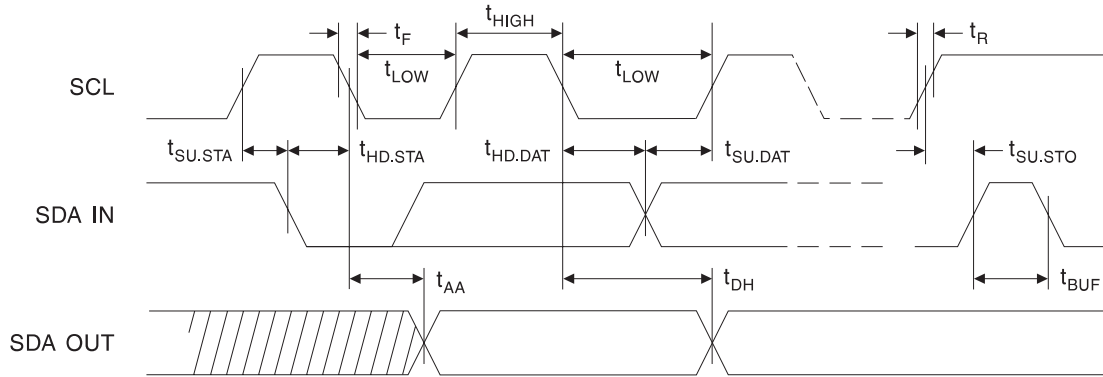 tHIGH
tF
tR
tLOW
tLOW
SCL
tSU.STA
tHD.STA
tHD.DAT
tSU.DAT
tSU.STO
SDA IN
tAA
tDH
tBUF
SDA OUT